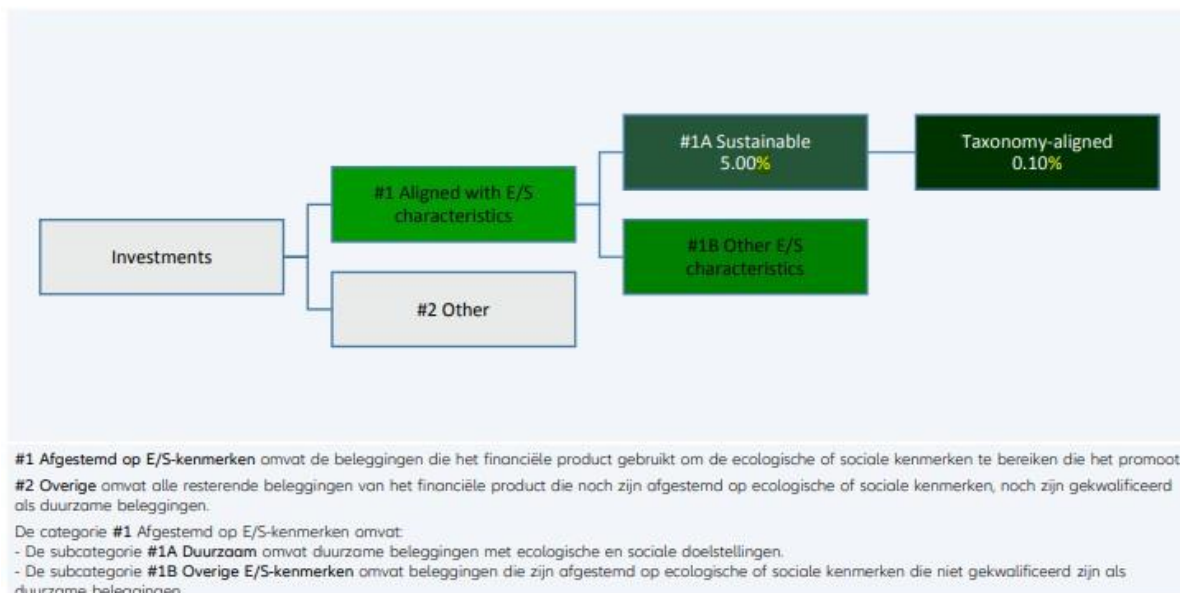 #1A Sustainable
5.00%
Taxonomy-aligned
0.10%
#1 Aligned with E/S
characteristics
Investments
#1B Other E/S
characteristics
#2 Other
#1 Afgestemd op E/S-kenmerken omvat de beleggingen die het financiële product gebruikt om de ecologische of sociale kenmerken te bereiken die het promoot
#2 Overige omvat alle resterende beleggingen van het financiële product die noch zijn afgestemd op ecologische of sociale kenmerken, noch zijn gekwalificeerd
als duurzame beleggingen.
De categorie #1 Afgestemd op E/S-kenmerken omvat:
- De subcategorie #1A Duurzaam omvat duurzame beleggingen met ecologische en sociale doelstellingen.
- De subcategorie #1B Overige E/S-kenmerken omvat beleggingen die zijn afgestemd op ecologische of sociale kenmerken die niet gekwalificeerd zijn als
duurzame beleggingen